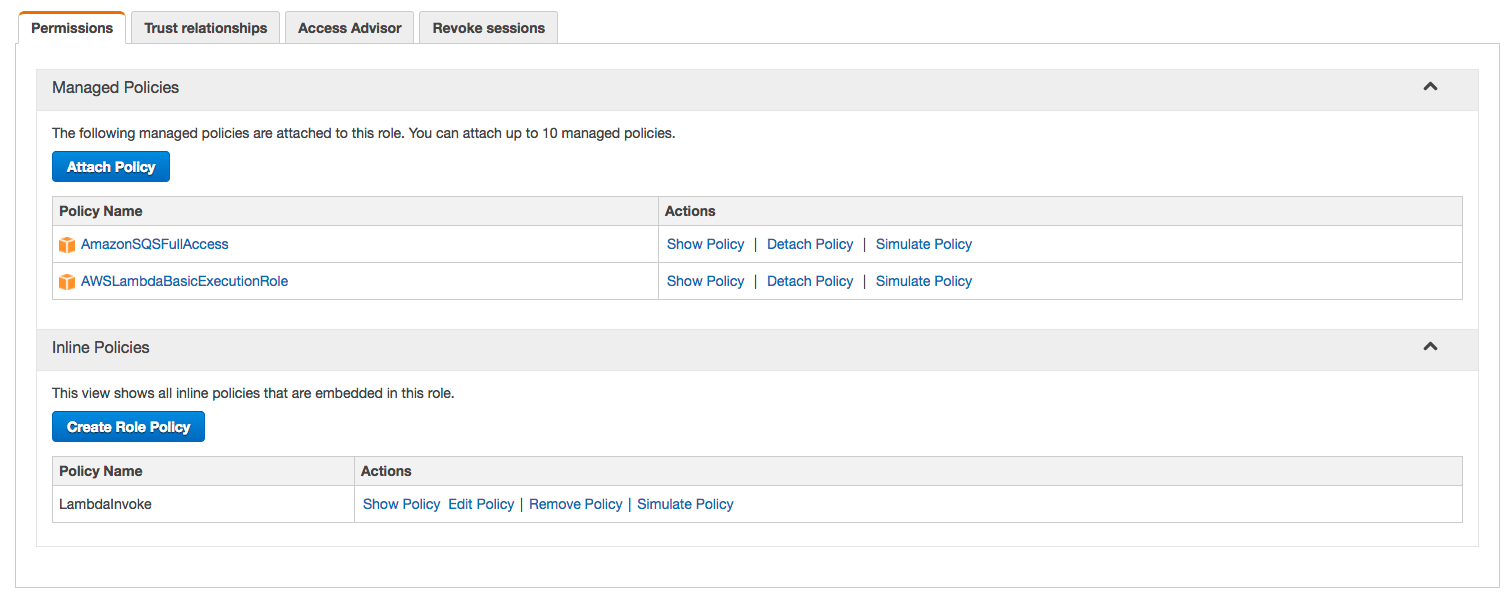 Permissions Trust relationships Access Advisor Revoke sessions
Managed Policies
The following managed policies are attached to this role. You can attach up to 10 managed policies.
Attach Policy
Policy Name Actions
AmazonSQSFullAccess Show Policy | Detach Policy | Simulate Policy
AWSLambdaBasicExecutionRole Show Policy | Detach Policy | Simulate Policy
Inline Policies
This view shows all inline policies that are embedded in this role.
Create Role Policy
Policy Name Actions
LambdaInvoke Show Policy Edit Policy | Remove Policy | Simulate Policy